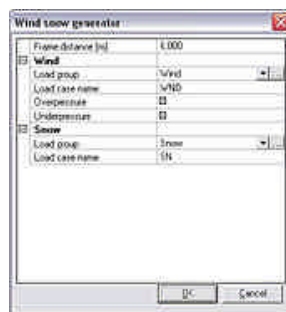 Wind snow generator
Frame distance [m] 6.000
Wind
Load group Wind
Load case name WND
Overpressure
Underpressure
Snow
Load group Snow
Load case name SN
OK Cancel